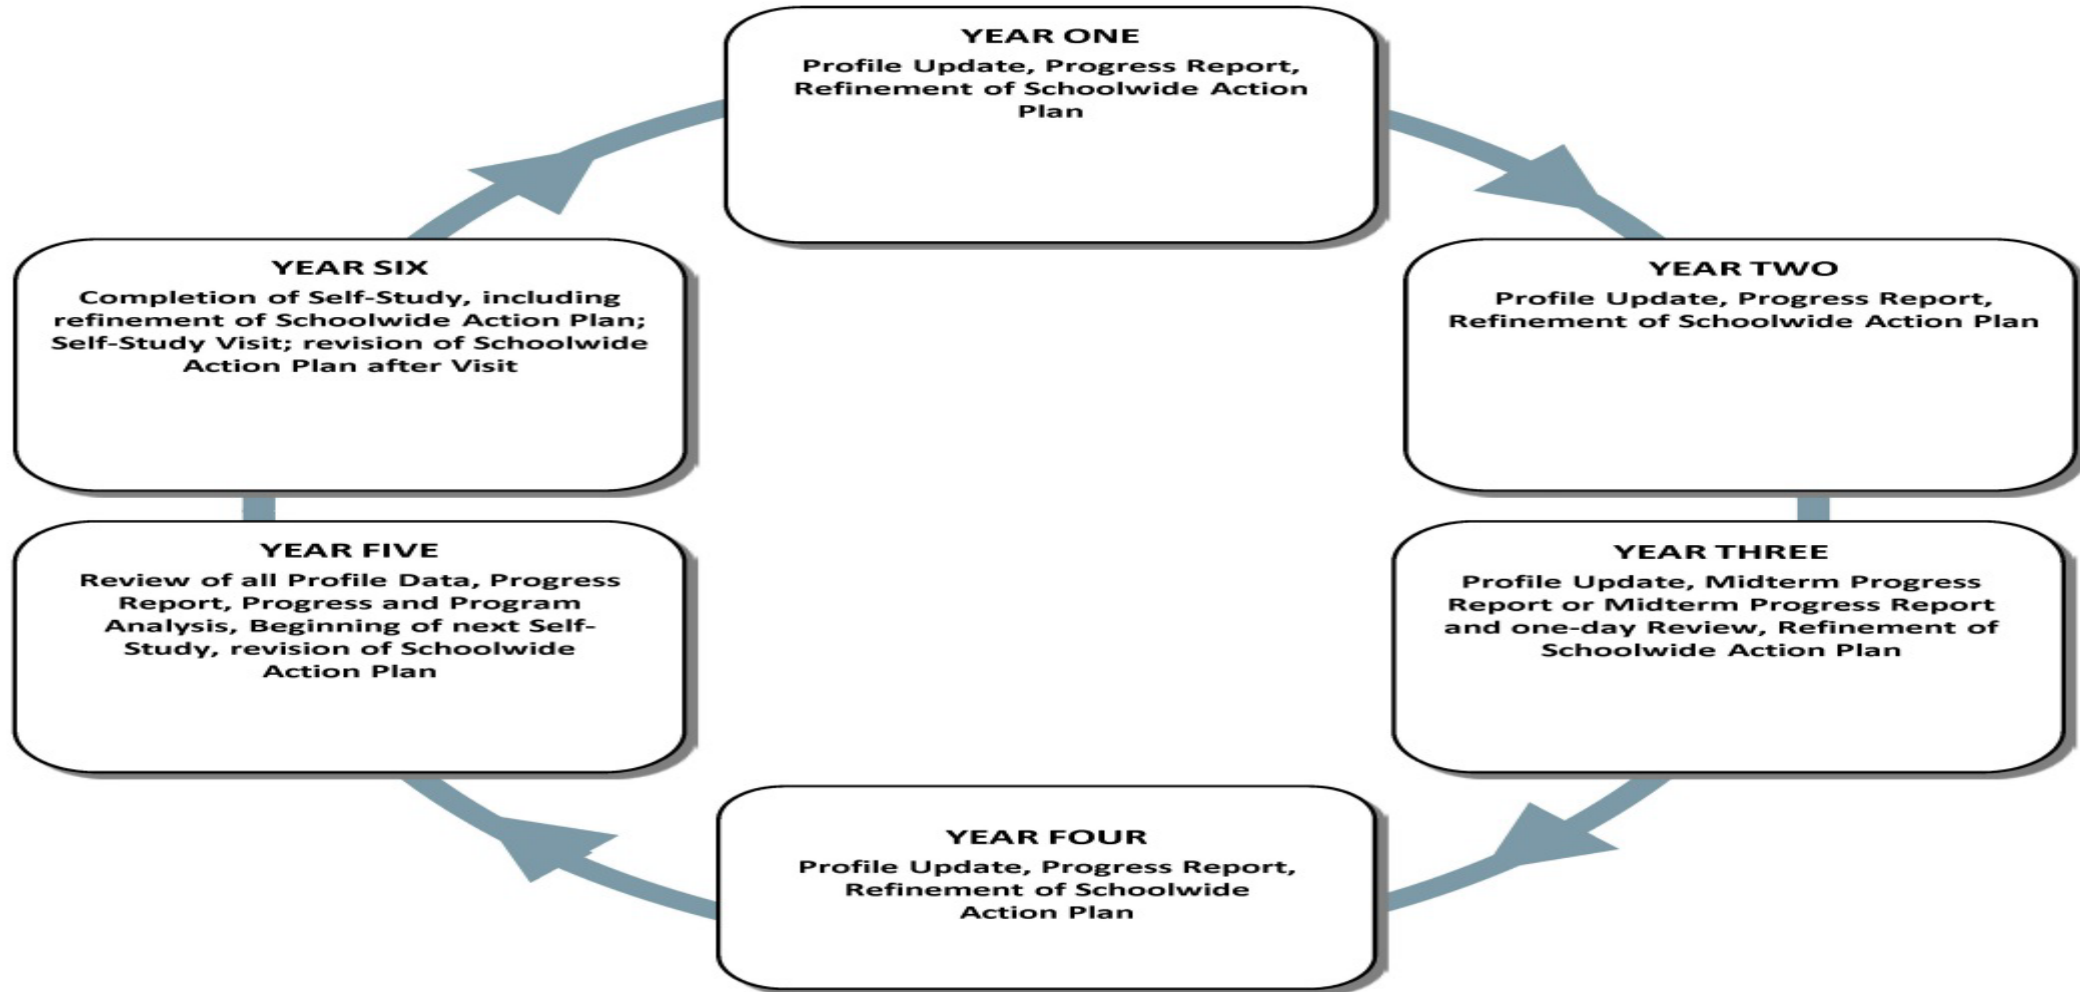 YEAR ONE
Profile Update, Progress Report,
Refinement of Schoolwide Action
Plan
YEAR TWO
Profile Update, Progress Report,
Refinement of Schoolwide Action Plan
YEAR THREE
Profile Update, Midterm Progress
Report or Midterm Progress Report
and one-day Review, Refinement of
Schoolwide Action Plan
YEAR FOUR
Profile Update, Progress Report,
Refinement of Schoolwide
Action Plan
YEAR FIVE
Review of all Profile Data, Progress
Report, Progress and Program
Analysis, Beginning of next Self-
Study, revision of Schoolwide
Action Plan
YEAR SIX
Completion of Self-Study, including
refinement of Schoolwide Action Plan;
Self-Study Visit; revision of Schoolwide
Action Plan after Visit